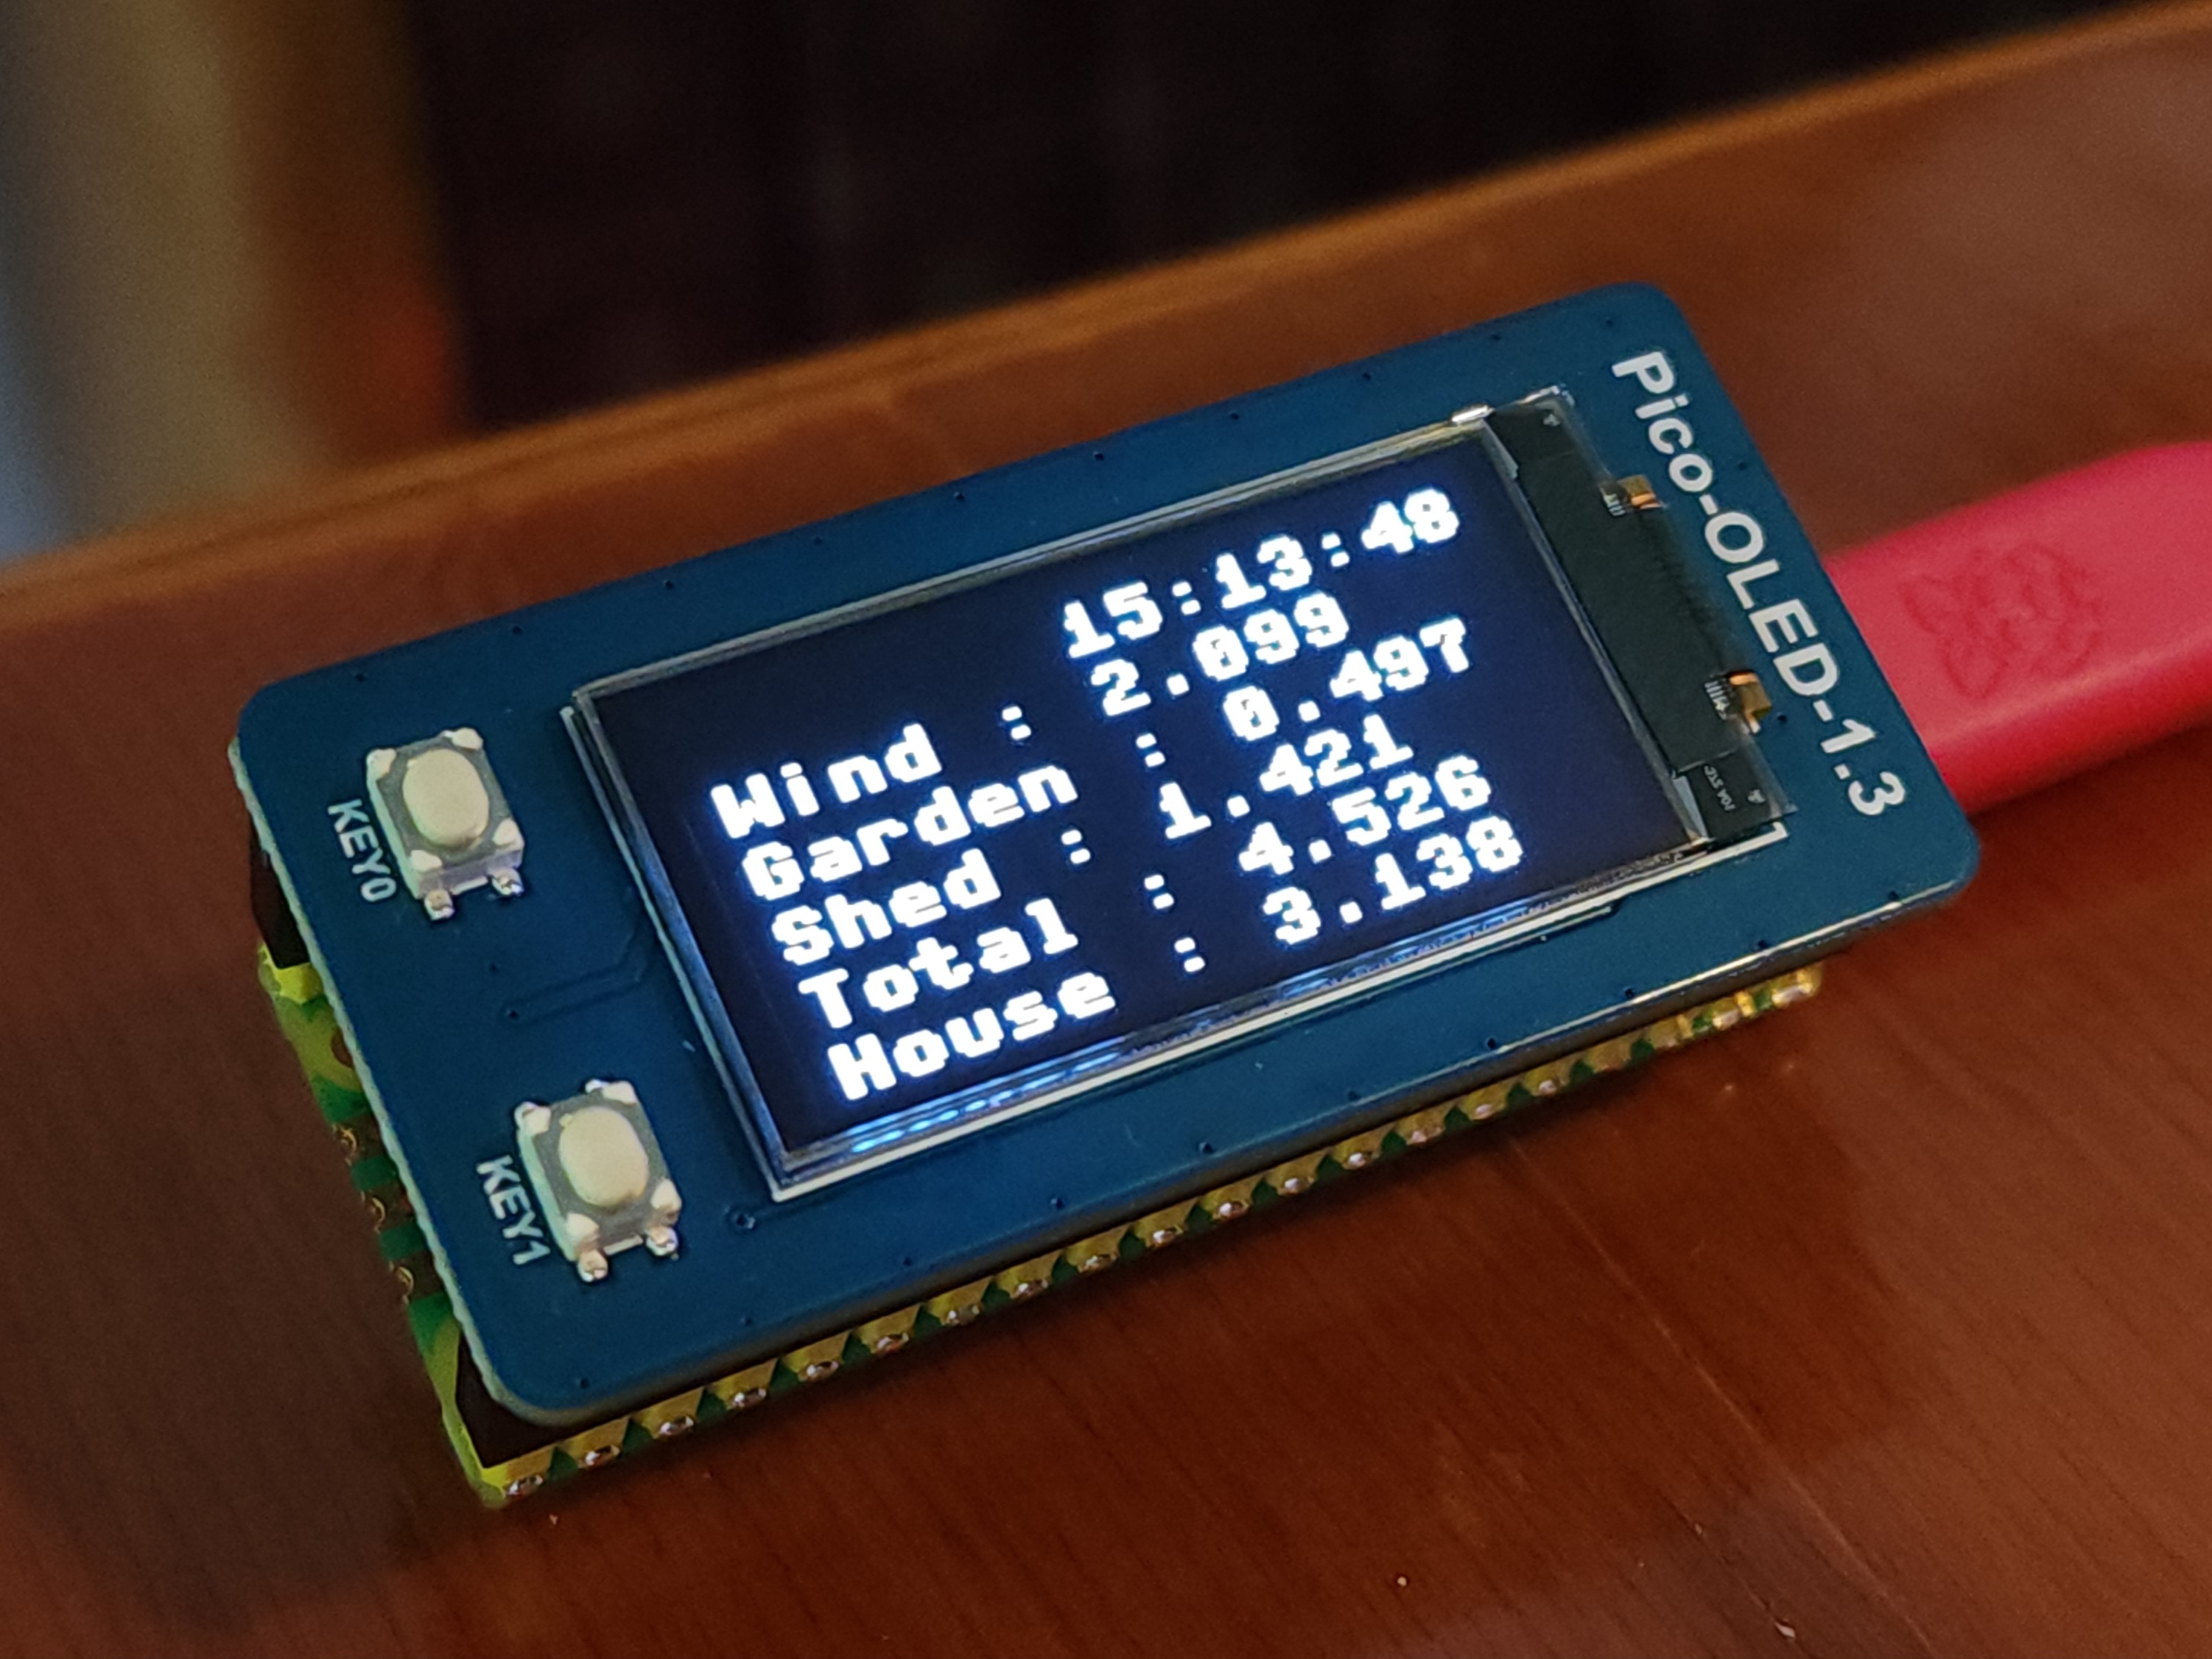 15:13:48
Wind : 2.099
Garden : 0.497
Shed : 1.421
Total : 4.526
House : 3.138
Pico-OLED-1.3
KEY0
KEY1